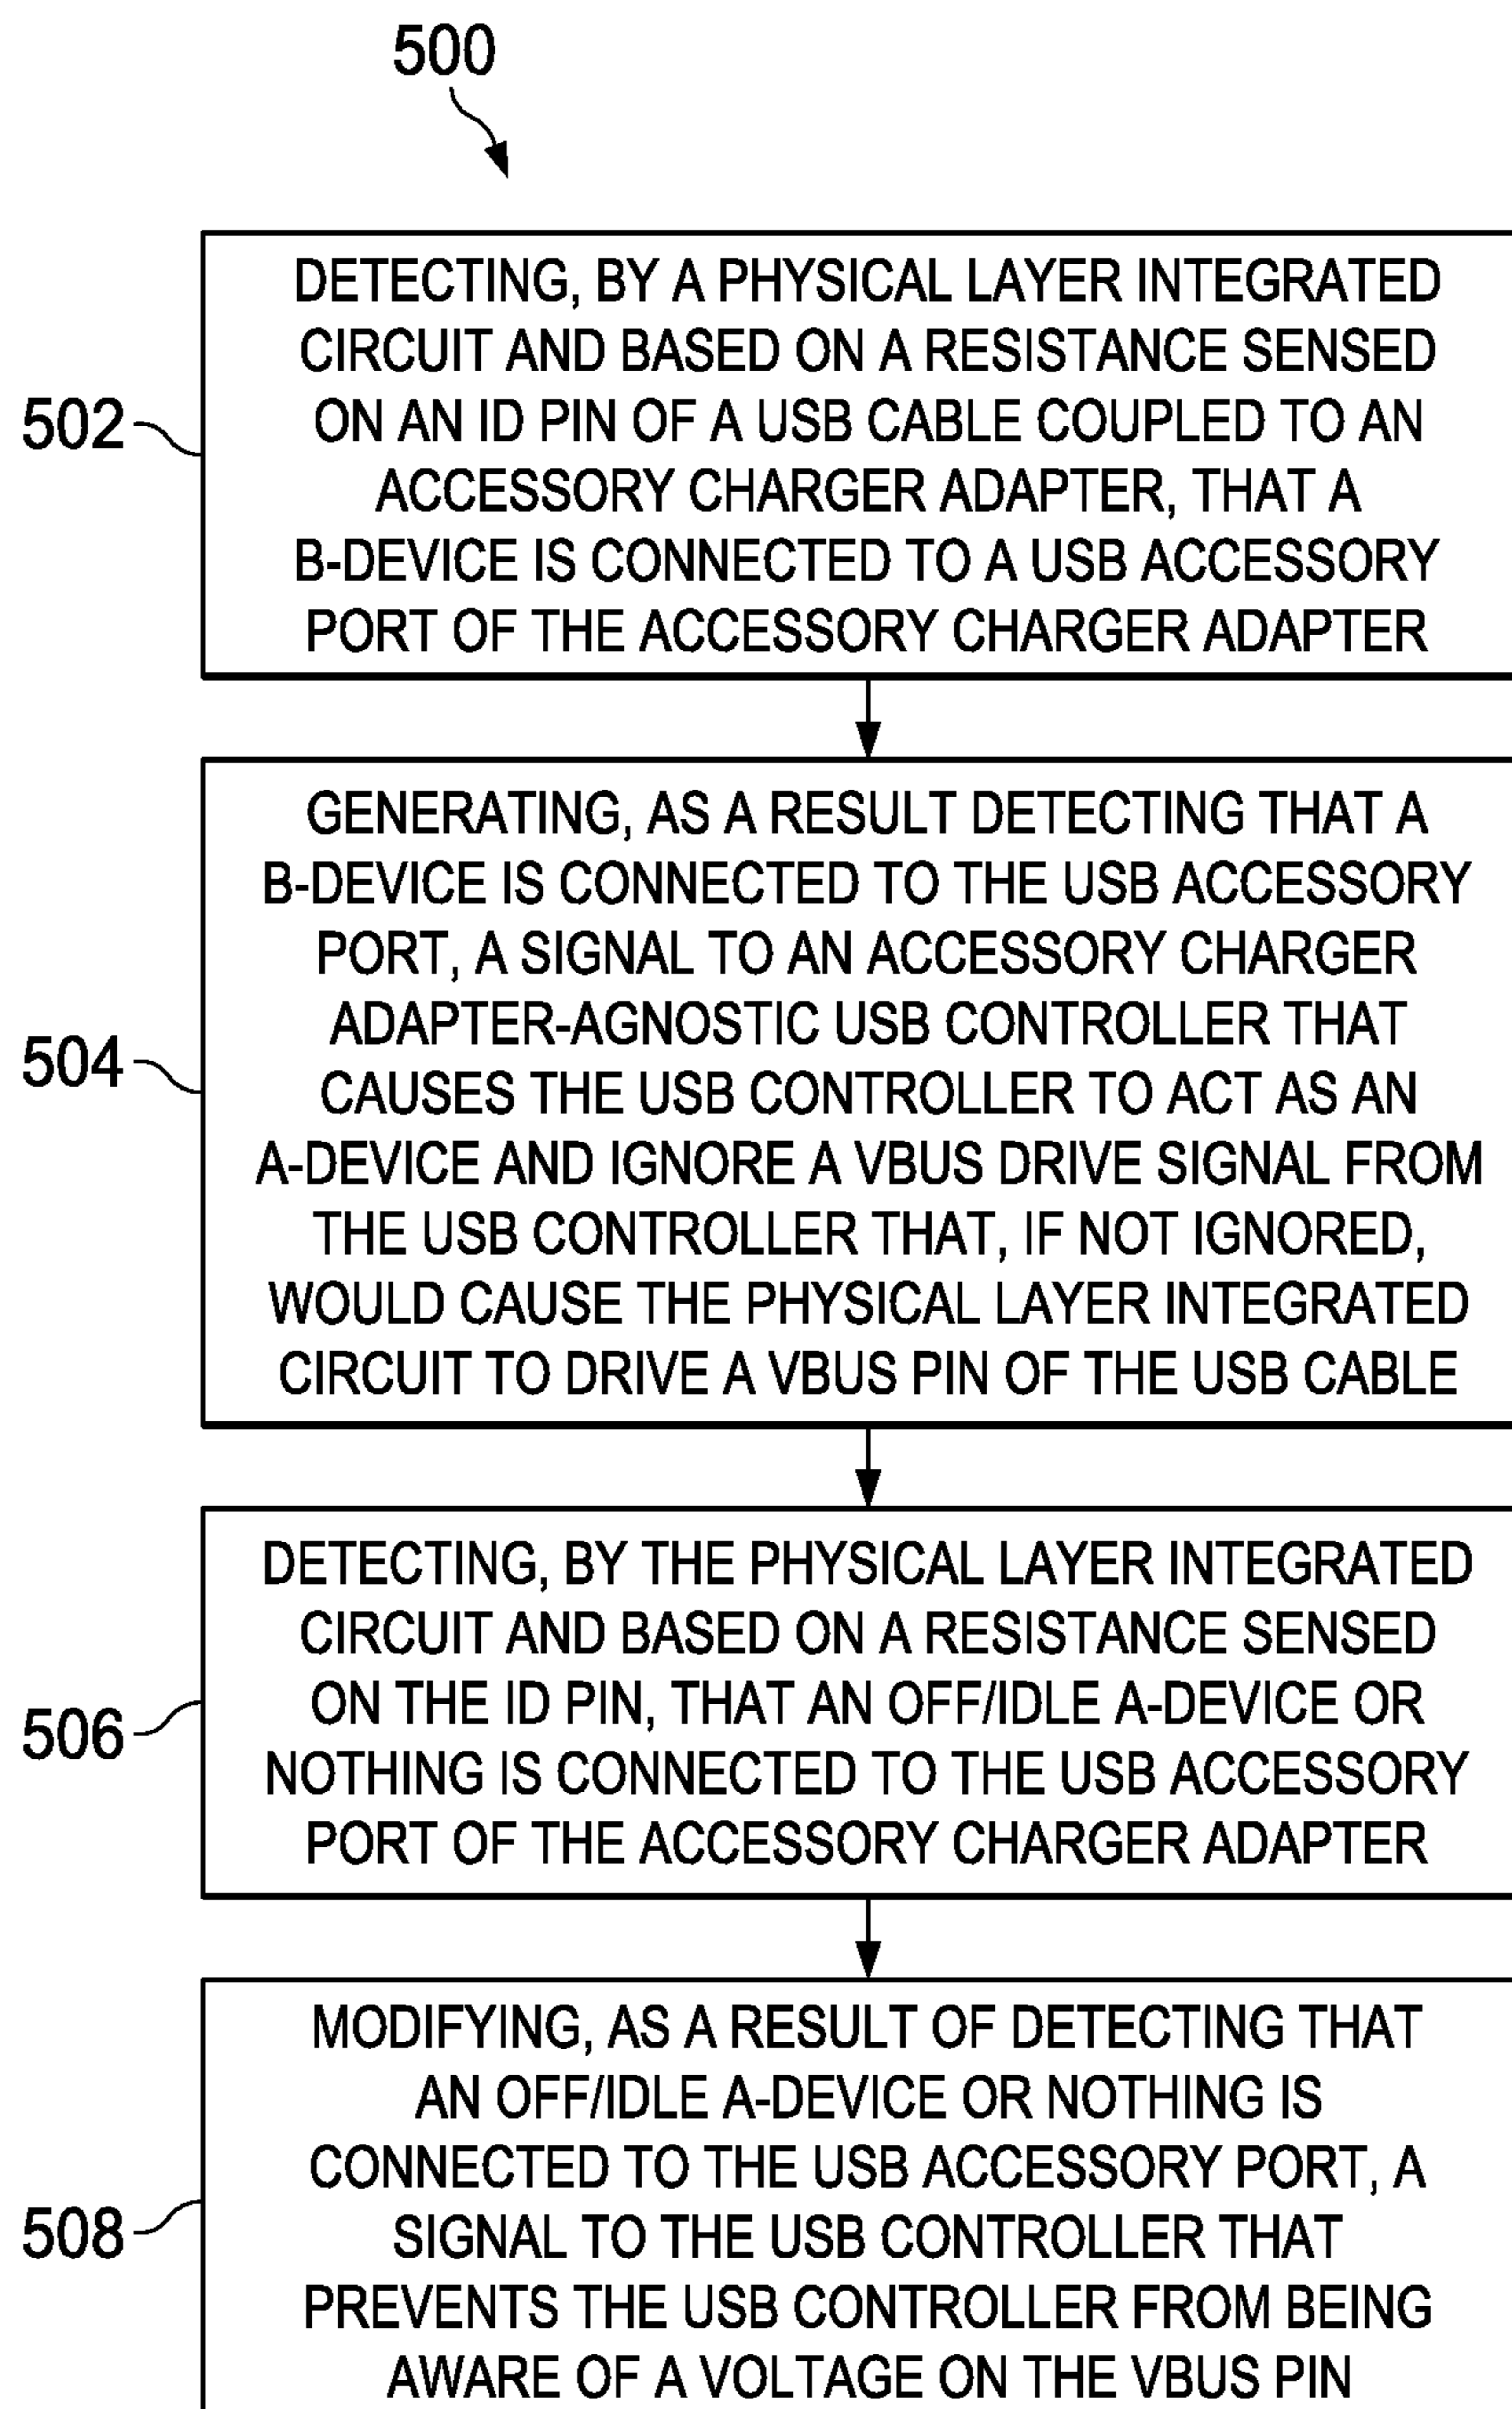 500
502
DETECTING, BY A PHYSICAL LAYER INTEGRATED
CIRCUIT AND BASED ON A RESISTANCE SENSED
ON AN ID PIN OF A USB CABLE COUPLED TO AN
ACCESSORY CHARGER ADAPTER, THAT A
B-DEVICE IS CONNECTED TO A USB ACCESSORY
PORT OF THE ACCESSORY CHARGER ADAPTER
504
GENERATING, AS A RESULT DETECTING THAT A
B-DEVICE IS CONNECTED TO THE USB ACCESSORY
PORT, A SIGNAL TO AN ACCESSORY CHARGER
ADAPTER-AGNOSTIC USB CONTROLLER THAT
CAUSES THE USB CONTROLLER TO ACT AS AN
A-DEVICE AND IGNORE A VBUS DRIVE SIGNAL FROM
THE USB CONTROLLER THAT, IF NOT IGNORED,
WOULD CAUSE THE PHYSICAL LAYER INTEGRATED
CIRCUIT TO DRIVE A VBUS PIN OF THE USB CABLE
506
DETECTING, BY THE PHYSICAL LAYER INTEGRATED
CIRCUIT AND BASED ON A RESISTANCE SENSED
ON THE ID PIN, THAT AN OFF/IDLE A-DEVICE OR
NOTHING IS CONNECTED TO THE USB ACCESSORY
PORT OF THE ACCESSORY CHARGER ADAPTER
508
MODIFYING, AS A RESULT OF DETECTING THAT
AN OFF/IDLE A-DEVICE OR NOTHING IS
CONNECTED TO THE USB ACCESSORY PORT, A
SIGNAL TO THE USB CONTROLLER THAT
PREVENTS THE USB CONTROLLER FROM BEING
AWARE OF A VOLTAGE ON THE VBUS PIN